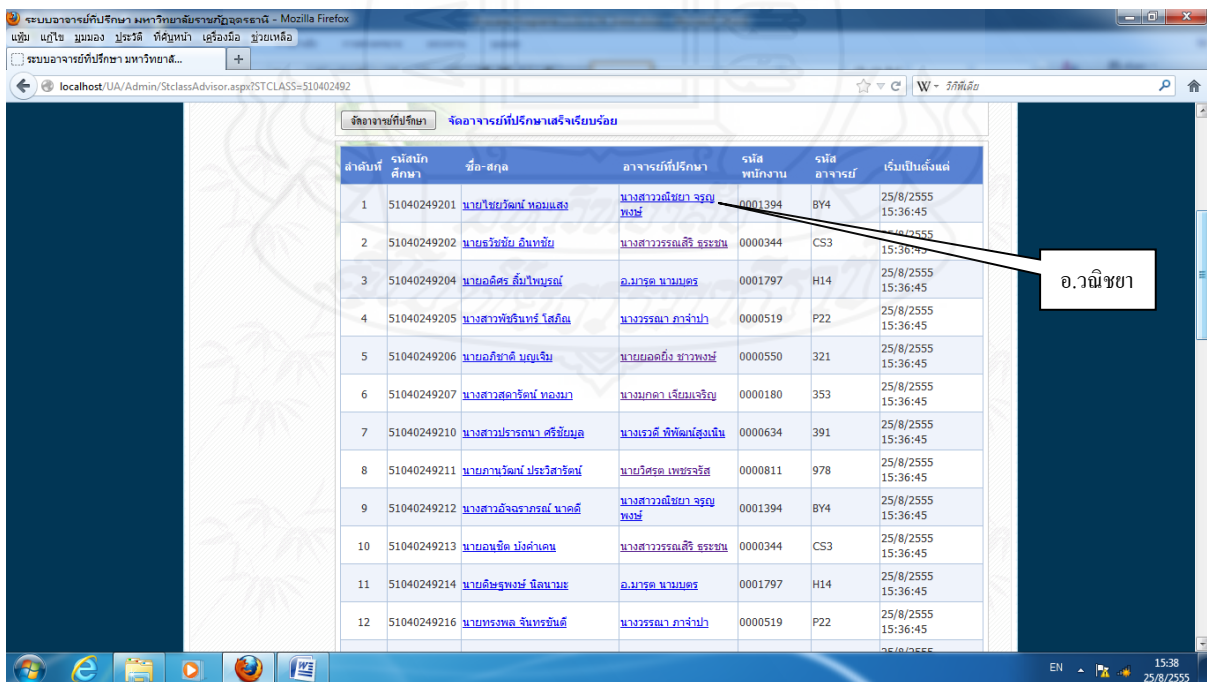 ระบบอาจารย์ที่ปรึกษา มหาวิทยาลัยราชภัฏอุดรธานี - Mozilla Firefox
แฟ้ม แก้ไข มุมมอง ประวัติ ที่คั่นหน้า เครื่องมือ ช่วยเหลือ
ระบบอาจารย์ที่ปรึกษา มหาวิทยาลั... +
localhost/UA/Admin/StclassAdvisor.aspx?STCLASS=510402492 W - วิกิพีเดีย
จัดอาจารย์ที่ปรึกษา จัดอาจารย์ที่ปรึกษาเสร็จเรียบร้อย
ลำดับที่ รหัสนักศึกษา ชื่อ-สกุล อาจารย์ที่ปรึกษา รหัสพนักงาน รหัสอาจารย์ เริ่มเป็นตั้งแต่
1 51040249201 นายไชยวัฒน์ หอมแสง นางสาววณิชยา จรูญพงษ์ 0001394 BY4 25/8/2555 15:36:45
2 51040249202 นายธวัชชัย อินทชัย นางสาววรรณสิริ ธุระชน 0000344 CS3 25/8/2555 15:36:45
3 51040249204 นายอดิศร ลิ้มไพบูรณ์ อ.มารุต นามบุตร 0001797 H14 25/8/2555 15:36:45
4 51040249205 นางสาวพัชรินทร์ โสภิณ นางวรรณา ภาจำปา 0000519 P22 25/8/2555 15:36:45
5 51040249206 นายอภิชาติ บุญเจิม นายยอดยิ่ง ชาวพงษ์ 0000550 321 25/8/2555 15:36:45
6 51040249207 นางสาวสุดารัตน์ ทองมา นางมุกดา เจียมเจริญ 0000180 353 25/8/2555 15:36:45
7 51040249210 นางสาวปรารถนา ศรีชัยมูล นางเรวดี พิพัฒน์สูงเนิน 0000634 391 25/8/2555 15:36:45
8 51040249211 นายภานุวัฒน์ ประวิสารัตน์ นายวิศรุต เพชรจรัส 0000811 978 25/8/2555 15:36:45
9 51040249212 นางสาวอัจฉราภรณ์ นาคดี นางสาววณิชยา จรูญพงษ์ 0001394 BY4 25/8/2555 15:36:45
10 51040249213 นายอนุชิต บังคำเคน นางสาววรรณสิริ ธุระชน 0000344 CS3 25/8/2555 15:36:45
11 51040249214 นายดิษฐพงษ์ นิลนามะ อ.มารุต นามบุตร 0001797 H14 25/8/2555 15:36:45
12 51040249216 นายทรงพล จันทรขันตี นางวรรณา ภาจำปา 0000519 P22 25/8/2555 15:36:45
อ.วณิชยา
EN 15:38
25/8/2555